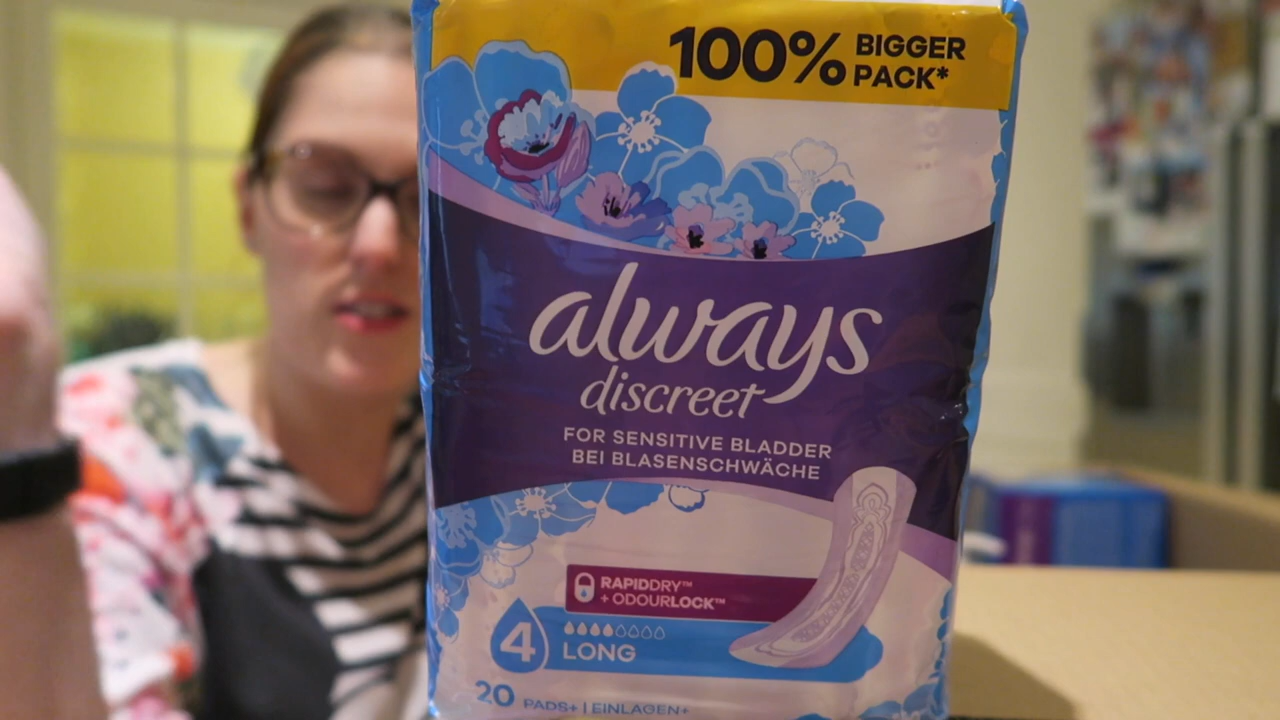 100% BIGGER
PACK*
always
discreet
FOR SENSITIVE BLADDER
BEI BLASENSCHWÄCHE
RAPIDDRY™
+ ODOURLOCK™
4
LONG
20 PADS+ | EINLAGEN+